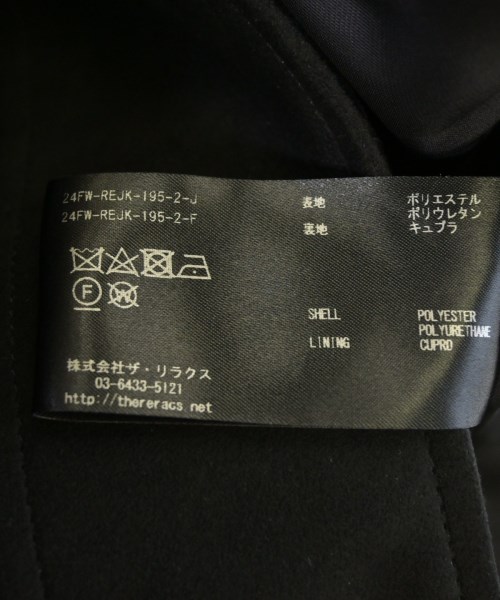 24FW-REJK-195-2-J
24FW-REJK-195-2-F
表地 ポリエステル
ポリウレタン
裏地 キュプラ
F
W
SHELL POLYESTER
POLYURETHANE
LINING CUPRO
株式会社ザ・リラクス
03-6433-5121
http://thereracs.net